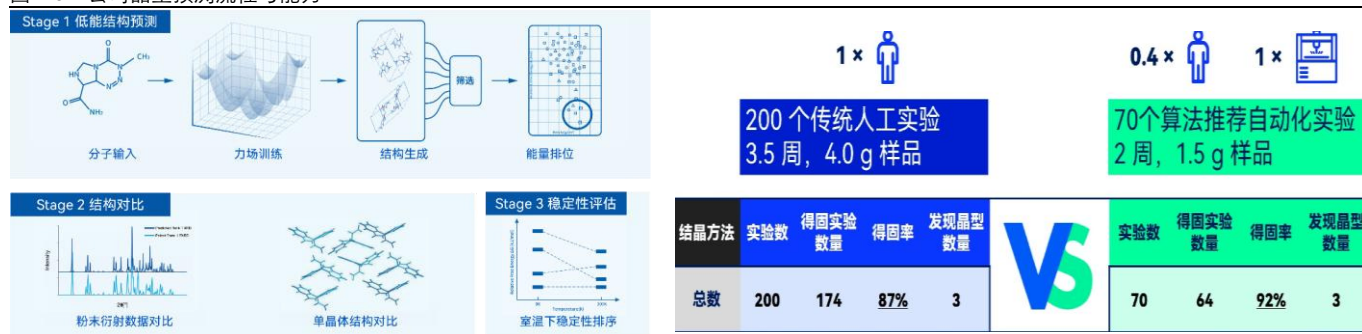 Stage 1 低能结构预测
分子输入
力场训练
结构生成
筛选
能量排位
Stage 2 结构对比
粉末衍射数据对比
单晶体结构对比
Stage 3 稳定性评估
室温下稳定性排序
1 ×
200 个传统人工实验
3.5 周，4.0 g 样品
0.4 ×
1 ×
70个算法推荐自动化实验
2 周，1.5 g 样品
结晶方法 实验数 得固实验数量 得固率 发现晶型数量
总数 200 174 87% 3
VS
实验数 得固实验数量 得固率 发现晶型数量
70 64 92% 3